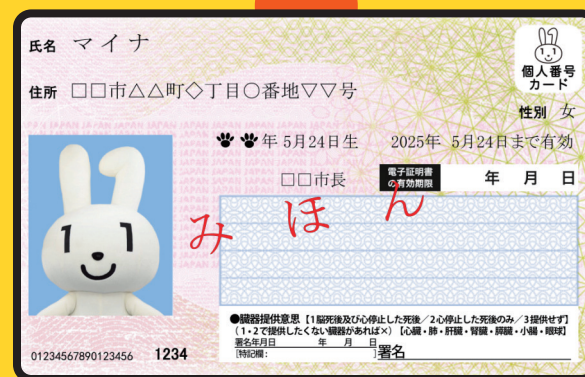 氏名 マイナ
個人番号
カード
住所 □□市△△町◇丁目○番地▽▽号
性別 女
年 5月24日生 2025年 5月24日まで有効
□□市長 電子証明書の有効期限 年 月 日
みほん
●臓器提供意思【1脳死後及び心停止した死後/2心停止した死後のみ/3提供せず】
(1・2で提供したくない臓器があれば×)【心臓・肺・肝臓・腎臓・膵臓・小腸・眼球】
署名年月日 年 月 日
[特記欄: ]署名
01234567890123456 1234